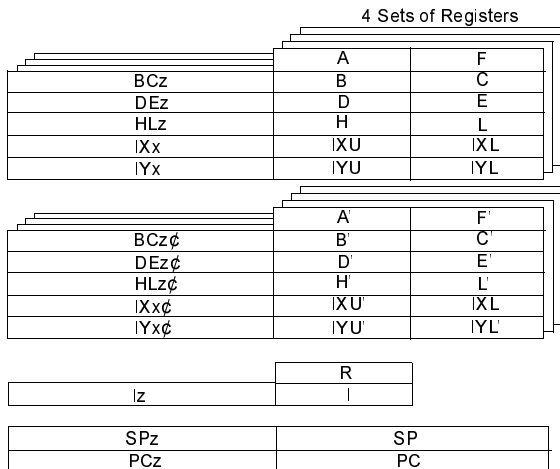 4 Sets of Registers
A F
BCz B C
DEz D E
HLz H L
IXx IXU IXL
IYx IYU IYL
A' F'
BCz¢ B' C'
DEz¢ D' E'
HLz¢ H' L'
IXx¢ IXU' IXL
IYx¢ IYU' IYL'
R
Iz I
SPz SP
PCz PC